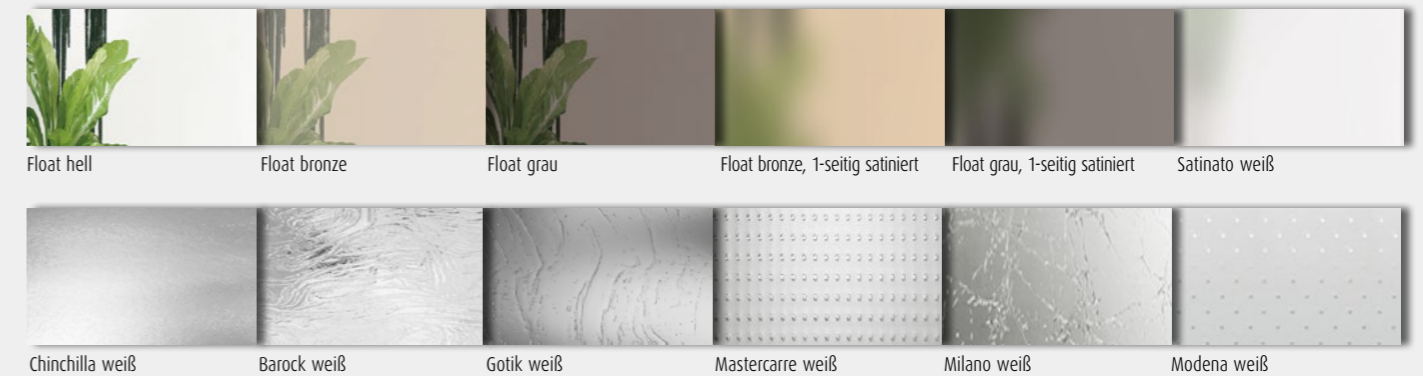 Float hell
Float bronze
Float grau
Float bronze, 1-seitig satiniert
Float grau, 1-seitig satiniert
Satinato weiß
Chinchilla weiß
Barock weiß
Gotik weiß
Mastercarre weiß
Milano weiß
Modena weiß